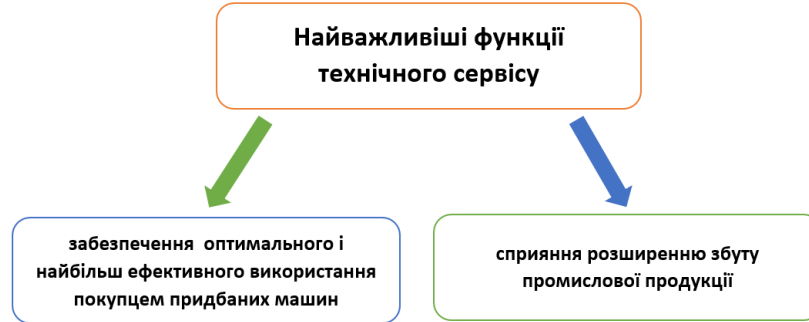 Найважливіші функції
технічного сервісу
забезпечення оптимального і
найбільш ефективного використання
покупцем придбаних машин
сприяння розширенню збуту
промислової продукції